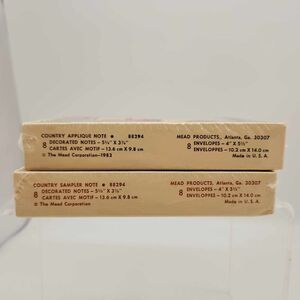 COUNTRY APPLIQUE NOTE • 88294
8 DECORATED NOTES – 5⅜" X 3⅞"
CARTES AVEC MOTIF – 13.6 cm X 9.8 cm
© The Mead Corporation-1982
MEAD PRODUCTS, Atlanta, Ga. 30307
8 ENVELOPES – 4" X 5½"
ENVELOPPES – 10.2 cm X 14.0 cm
Made in U. S. A.
COUNTRY SAMPLER NOTE • 88294
8 DECORATED NOTES – 5⅜" X 3⅞"
CARTES AVEC MOTIF – 13.6 cm X 9.8 cm
© The Mead Corporation
MEAD PRODUCTS, Atlanta, Ga. 30307
8 ENVELOPES – 4" X 5½"
ENVELOPPES – 10.2 cm X 14.0 cm
Made in U. S. A.